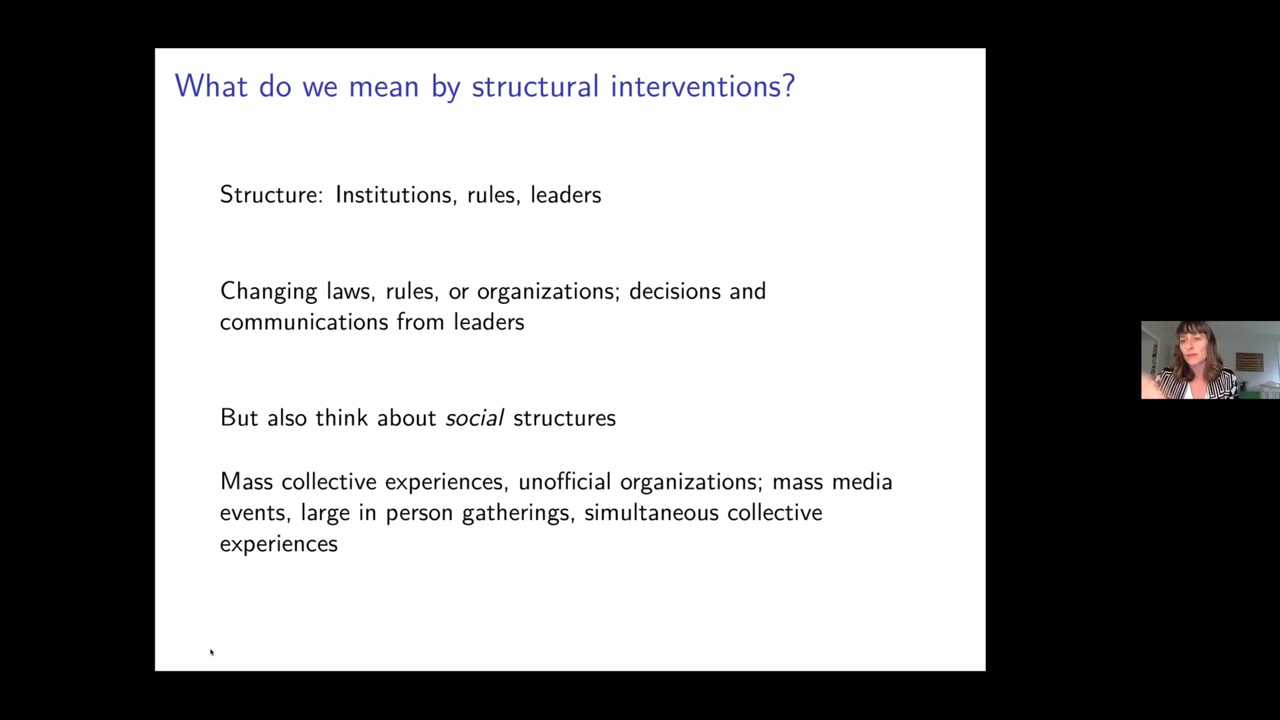 What do we mean by structural interventions?
Structure: Institutions, rules, leaders
Changing laws, rules, or organizations; decisions and
communications from leaders
But also think about social structures
Mass collective experiences, unofficial organizations; mass media
events, large in person gatherings, simultaneous collective
experiences